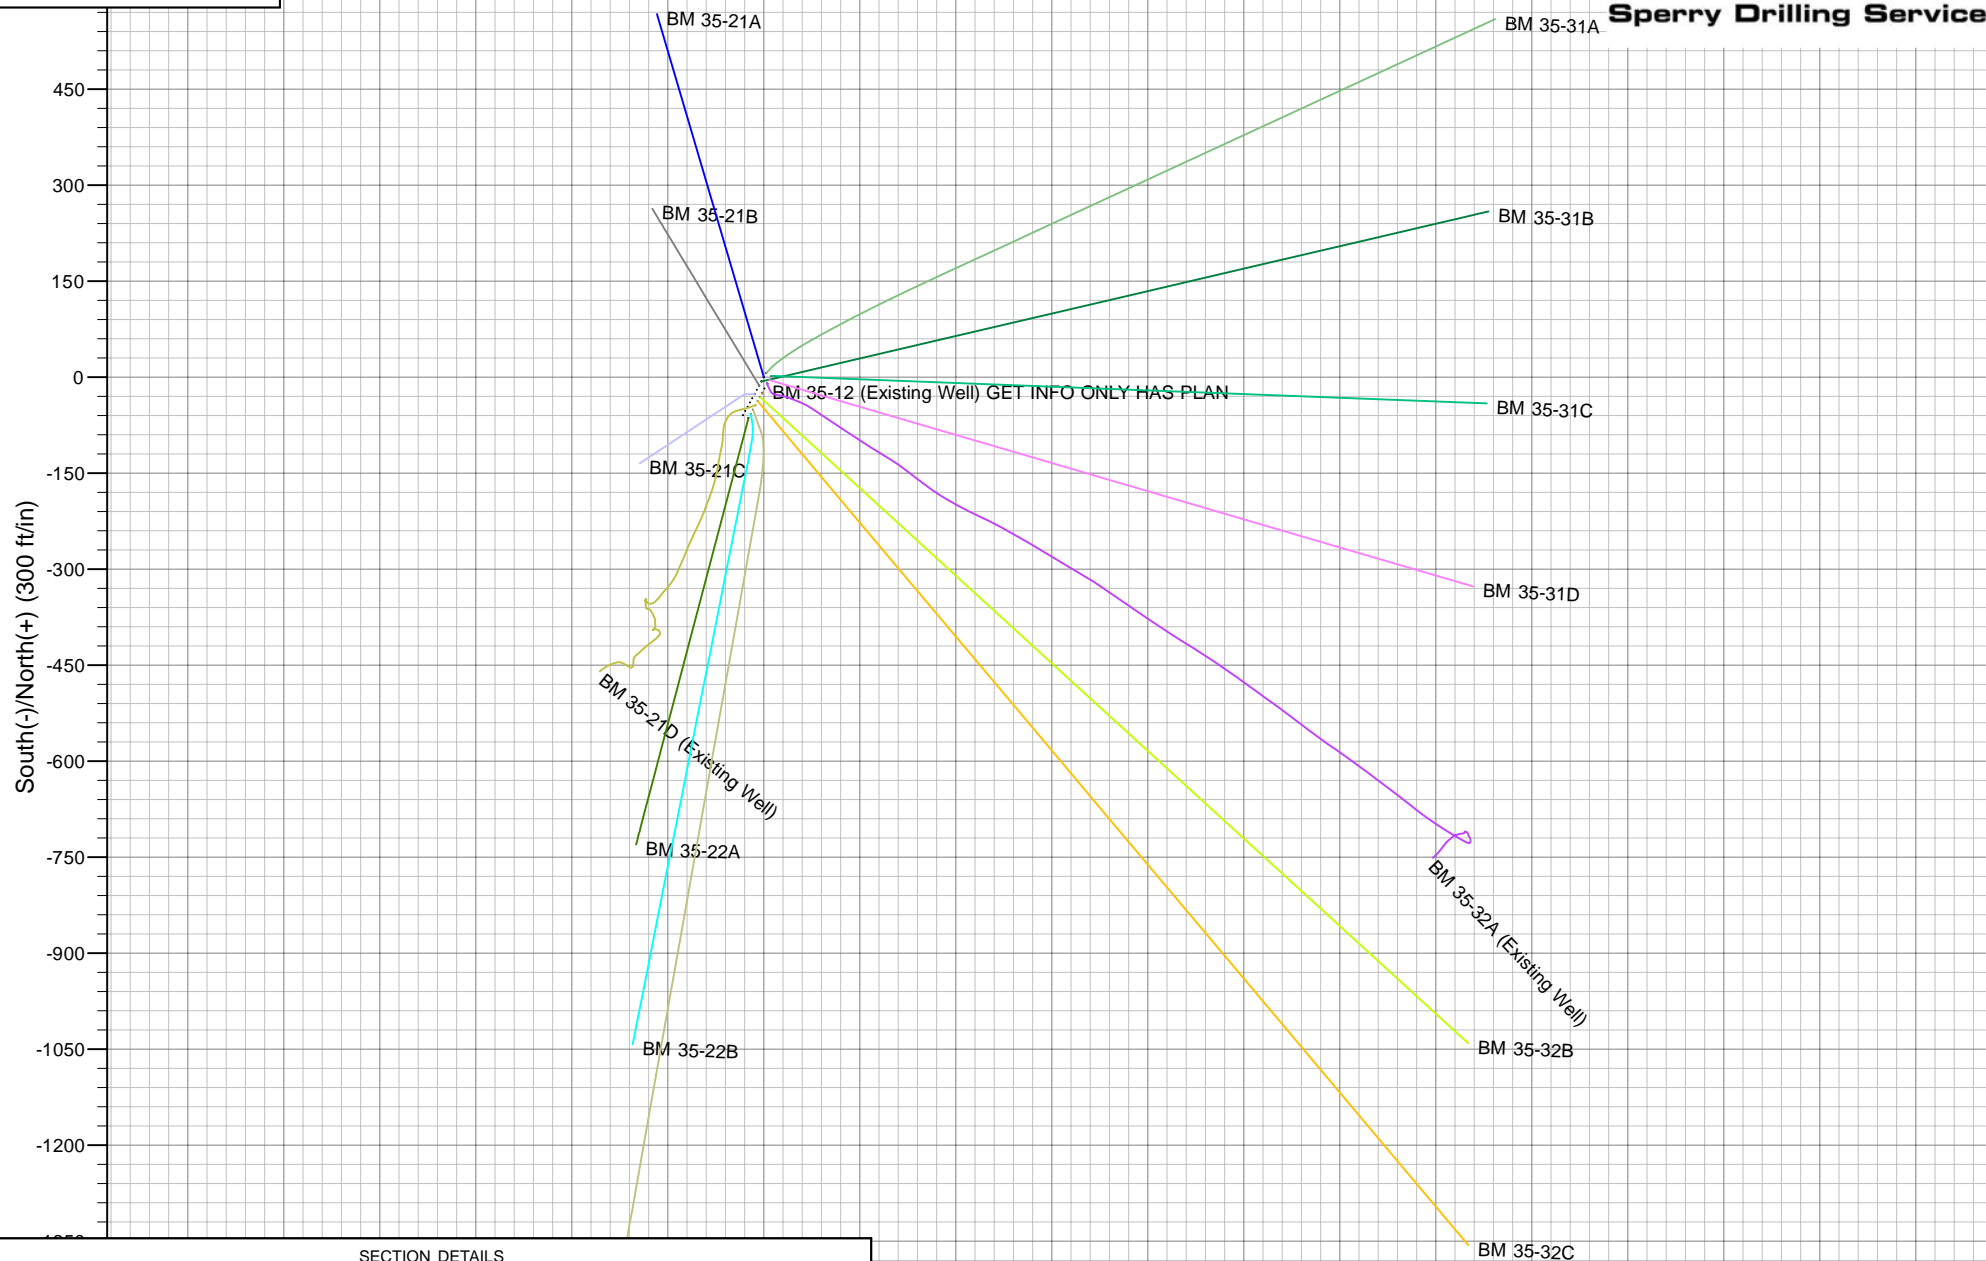 Sperry Drilling Service
BM 35-21A
BM 35-31A
450
300
BM 35-21B
BM 35-31B
150
0
BM 35-12 (Existing Well) GET INFO ONLY HAS PLAN
BM 35-31C
BM 35-21C
-150
South(-)/North(+) (300 ft/in)
-300
BM 35-31D
-450
BM 35-21D (Existing Well)
-600
-750
BM 35-22A
BM 35-32A (Existing Well)
-900
-1050
BM 35-22B
BM 35-32B
-1200
BM 35-32C
SECTION DETAILS